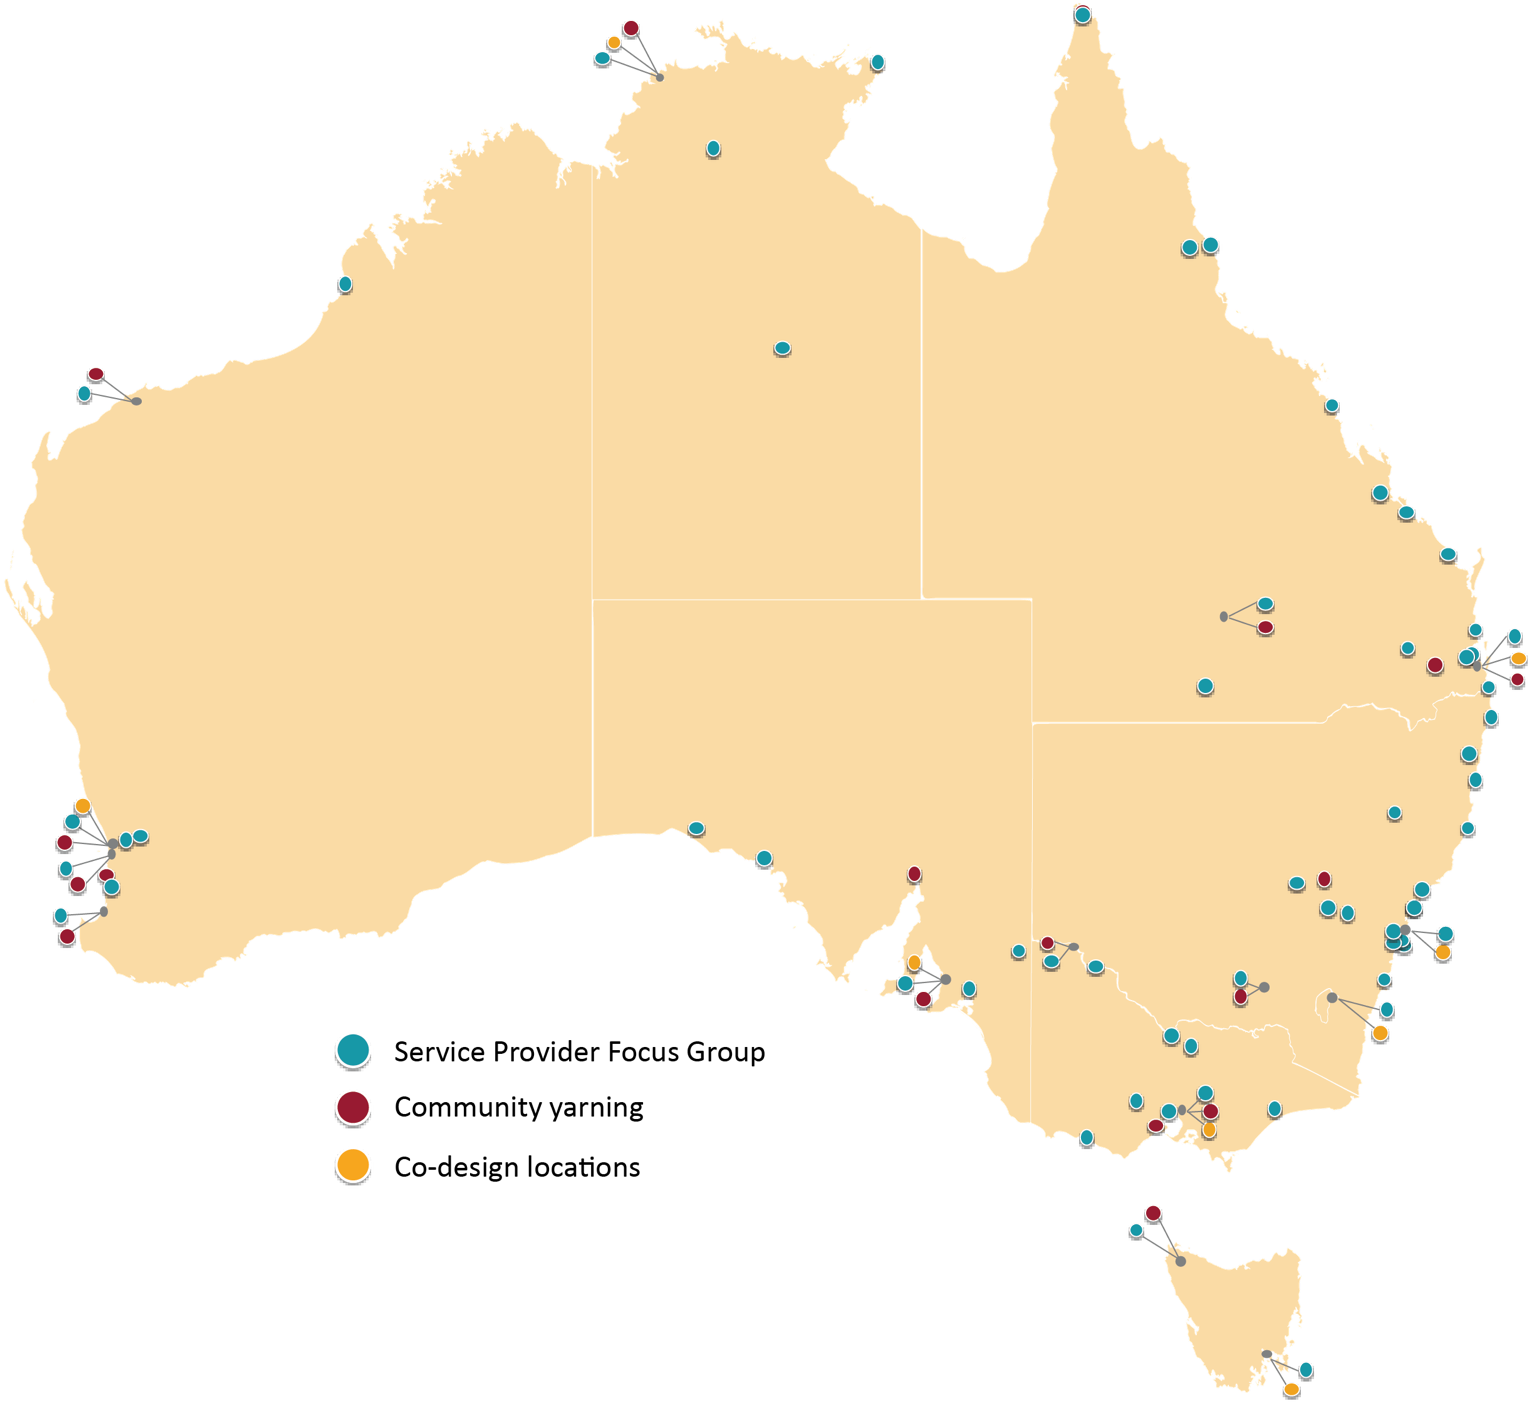 Service Provider Focus Group
Community yarning
Co-design locations